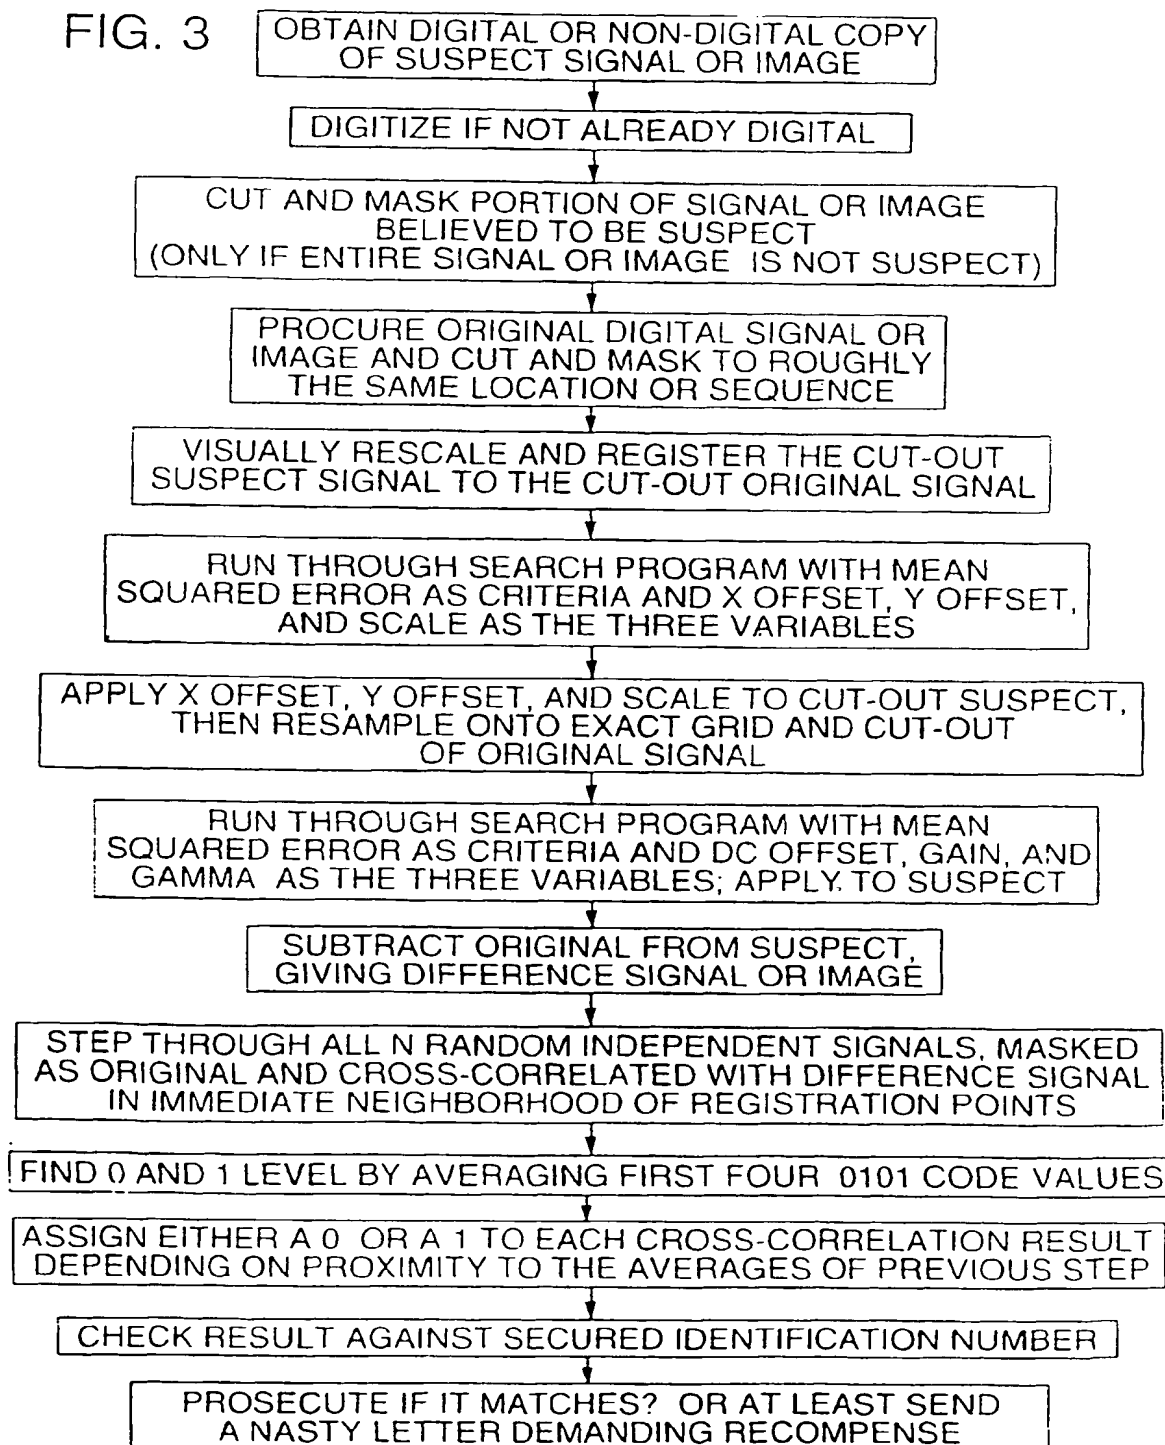 FIG. 3
OBTAIN DIGITAL OR NON-DIGITAL COPY
OF SUSPECT SIGNAL OR IMAGE
DIGITIZE IF NOT ALREADY DIGITAL
CUT AND MASK PORTION OF SIGNAL OR IMAGE
BELIEVED TO BE SUSPECT
(ONLY IF ENTIRE SIGNAL OR IMAGE IS NOT SUSPECT)
PROCURE ORIGINAL DIGITAL SIGNAL OR
IMAGE AND CUT AND MASK TO ROUGHLY
THE SAME LOCATION OR SEQUENCE
VISUALLY RESCALE AND REGISTER THE CUT-OUT
SUSPECT SIGNAL TO THE CUT-OUT ORIGINAL SIGNAL
RUN THROUGH SEARCH PROGRAM WITH MEAN
SQUARED ERROR AS CRITERIA AND X OFFSET, Y OFFSET,
AND SCALE AS THE THREE VARIABLES
APPLY X OFFSET, Y OFFSET, AND SCALE TO CUT-OUT SUSPECT,
THEN RESAMPLE ONTO EXACT GRID AND CUT-OUT
OF ORIGINAL SIGNAL
RUN THROUGH SEARCH PROGRAM WITH MEAN
SQUARED ERROR AS CRITERIA AND DC OFFSET, GAIN, AND
GAMMA AS THE THREE VARIABLES; APPLY TO SUSPECT
SUBTRACT ORIGINAL FROM SUSPECT,
GIVING DIFFERENCE SIGNAL OR IMAGE
STEP THROUGH ALL N RANDOM INDEPENDENT SIGNALS, MASKED
AS ORIGINAL AND CROSS-CORRELATED WITH DIFFERENCE SIGNAL
IN IMMEDIATE NEIGHBORHOOD OF REGISTRATION POINTS
FIND 0 AND 1 LEVEL BY AVERAGING FIRST FOUR 0101 CODE VALUES
ASSIGN EITHER A 0 OR A 1 TO EACH CROSS-CORRELATION RESULT
DEPENDING ON PROXIMITY TO THE AVERAGES OF PREVIOUS STEP
CHECK RESULT AGAINST SECURED IDENTIFICATION NUMBER
PROSECUTE IF IT MATCHES? OR AT LEAST SEND
A NASTY LETTER DEMANDING RECOMPENSE